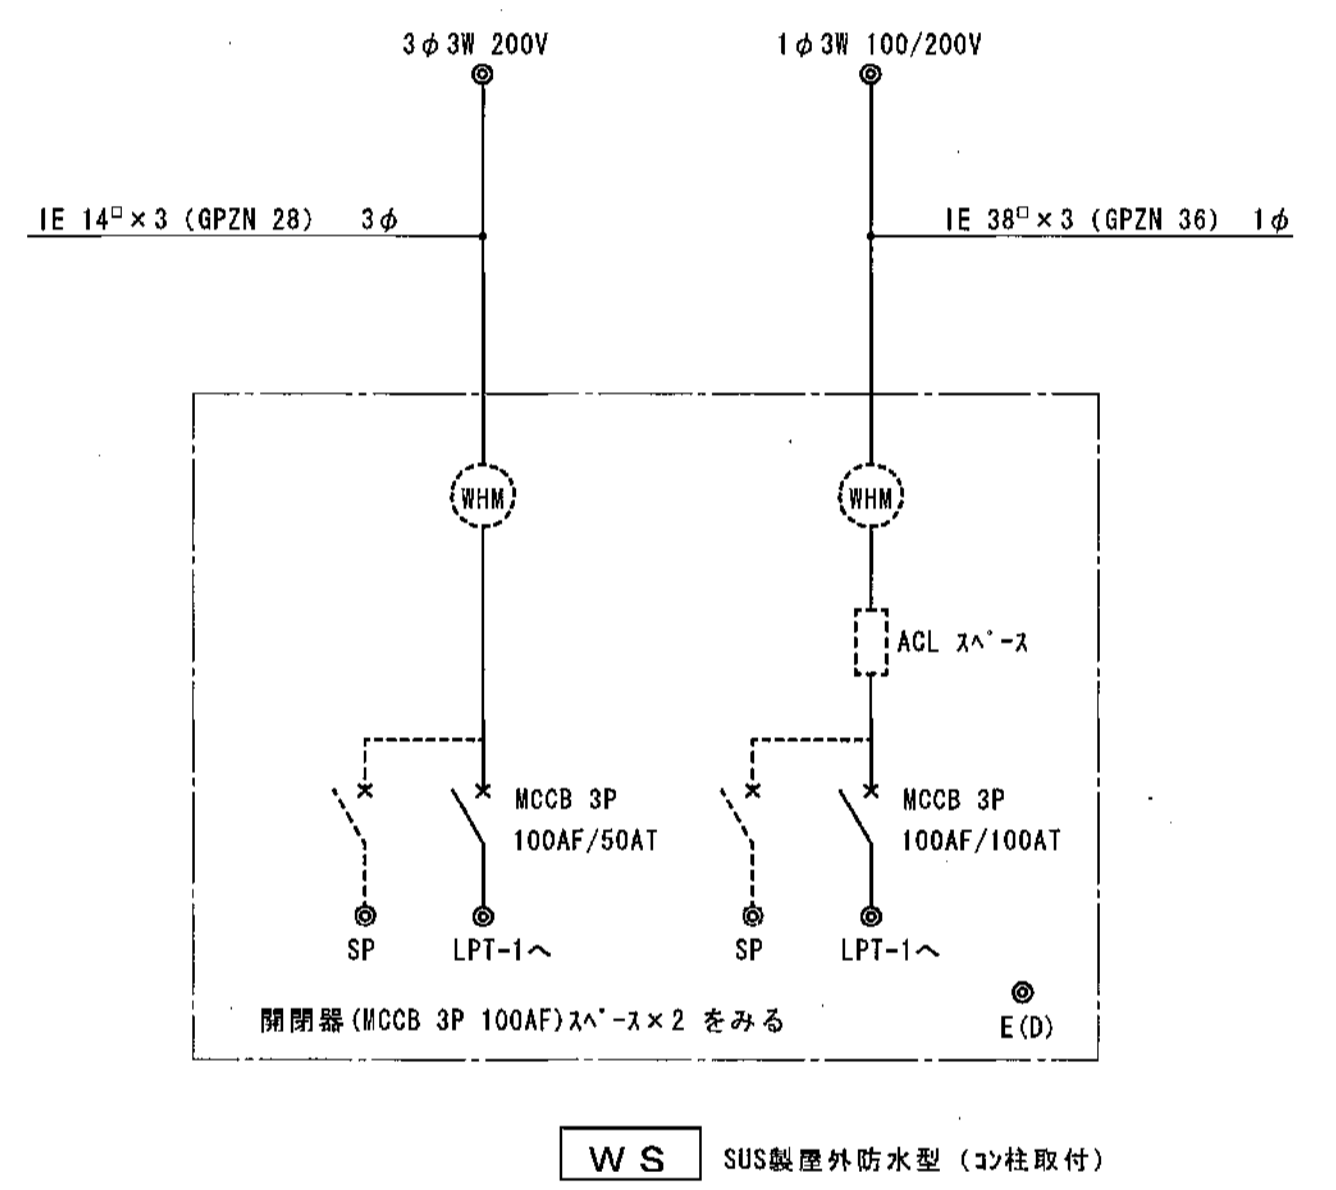 3φ3W 200V
1φ3W 100/200V
IE 14□×3 (GPZN 28) 3φ
IE 38□×3 (GPZN 36) 1φ
WHM
WHM
ACL スペース
MCCB 3P
100AF/50AT
MCCB 3P
100AF/100AT
SP
LPT-1へ
SP
LPT-1へ
開閉器(MCCB 3P 100AF)スペース×2 をみる
E(D)
WS
SUS製屋外防水型 (コン柱取付)